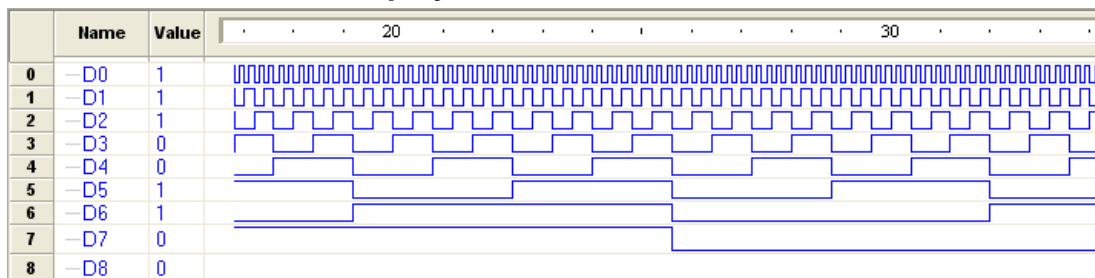 Name Value 20 30
0 D0 1
1 D1 1
2 D2 1
3 D3 0
4 D4 0
5 D5 1
6 D6 1
7 D7 0
8 D8 0